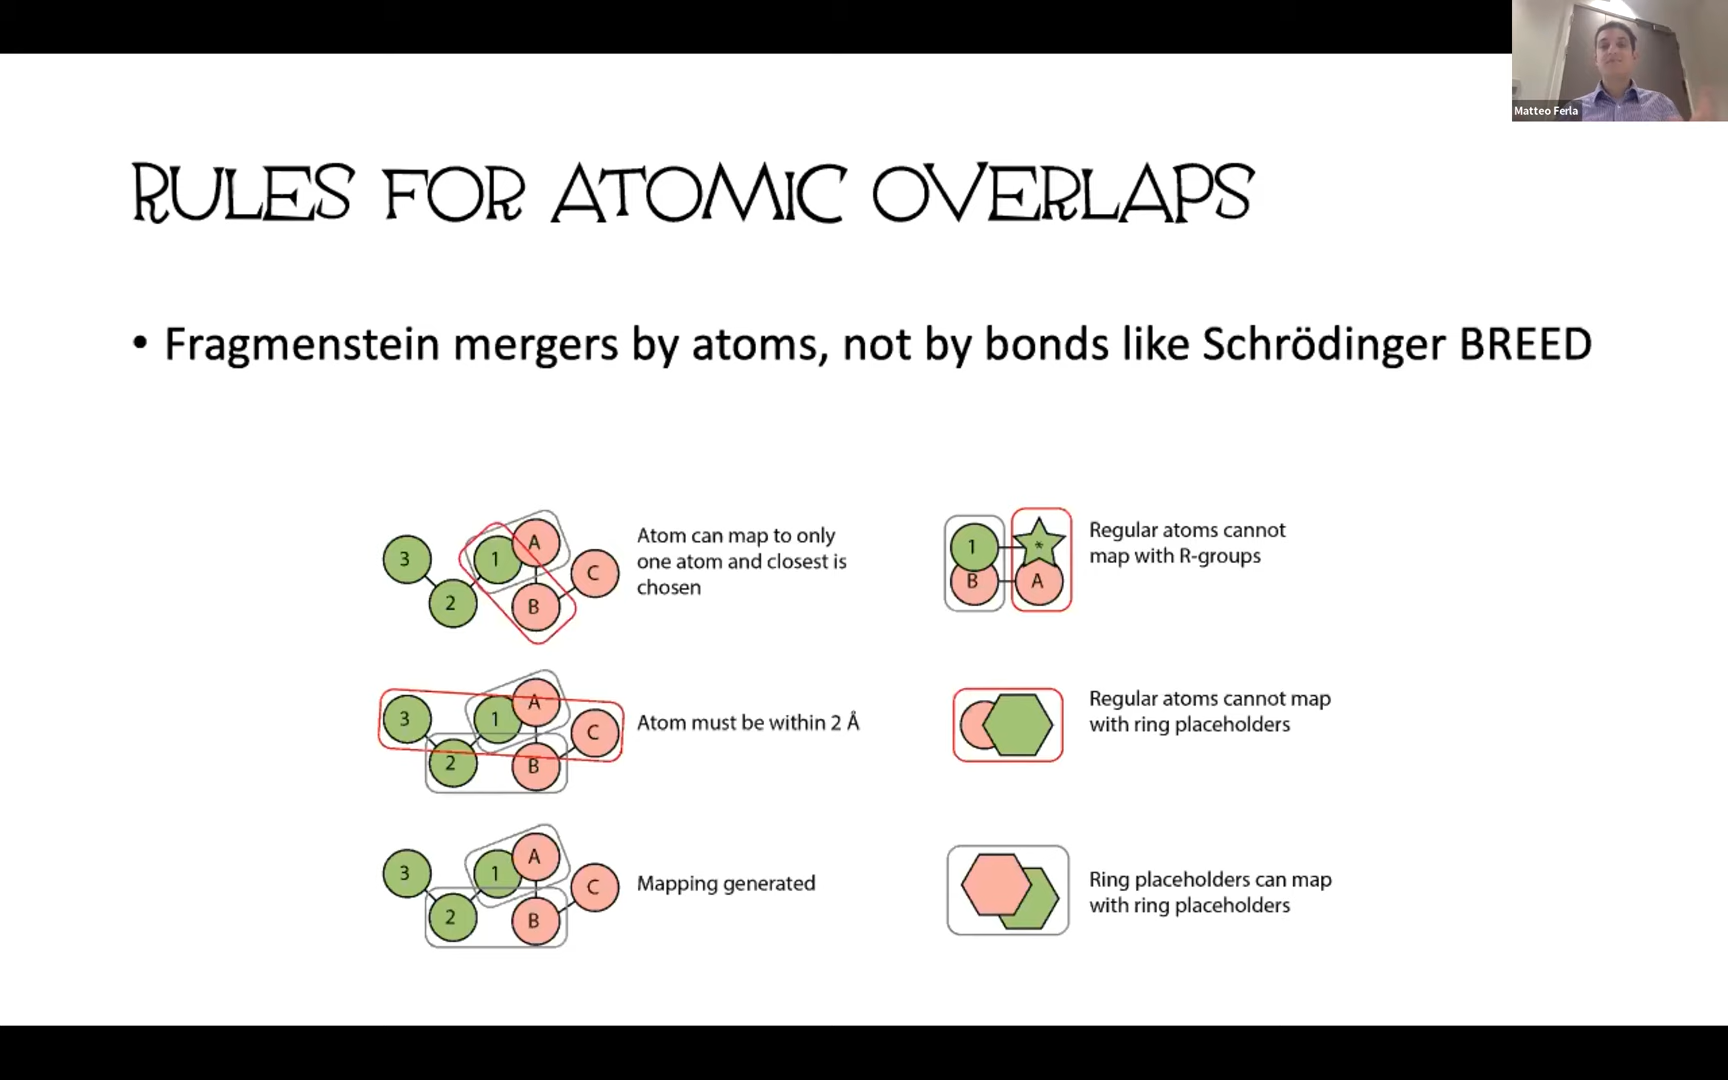 Matteo Ferla
RULES FOR ATOMIC OVERLAPS
• Fragmenstein mergers by atoms, not by bonds like Schrödinger BREED
3
1
A
2
B
C
Atom can map to only
one atom and closest is
chosen
1
*
B
A
Regular atoms cannot
map with R-groups
3
1
A
2
B
C
Atom must be within 2 Å
Regular atoms cannot map
with ring placeholders
3
1
A
2
B
C
Mapping generated
Ring placeholders can map
with ring placeholders